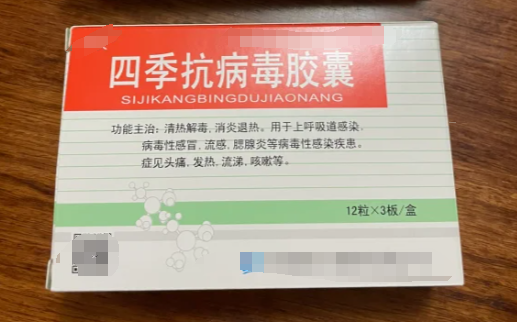 四季抗病毒胶囊
SIJIKANGBINGDUJIAONANG
功能主治:清热解毒,消炎退热。用于上呼吸道感染,
病毒性感冒,流感,腮腺炎等病毒性感染疾患。
症见头痛,发热,流涕,咳嗽等。
12粒×3板/盒